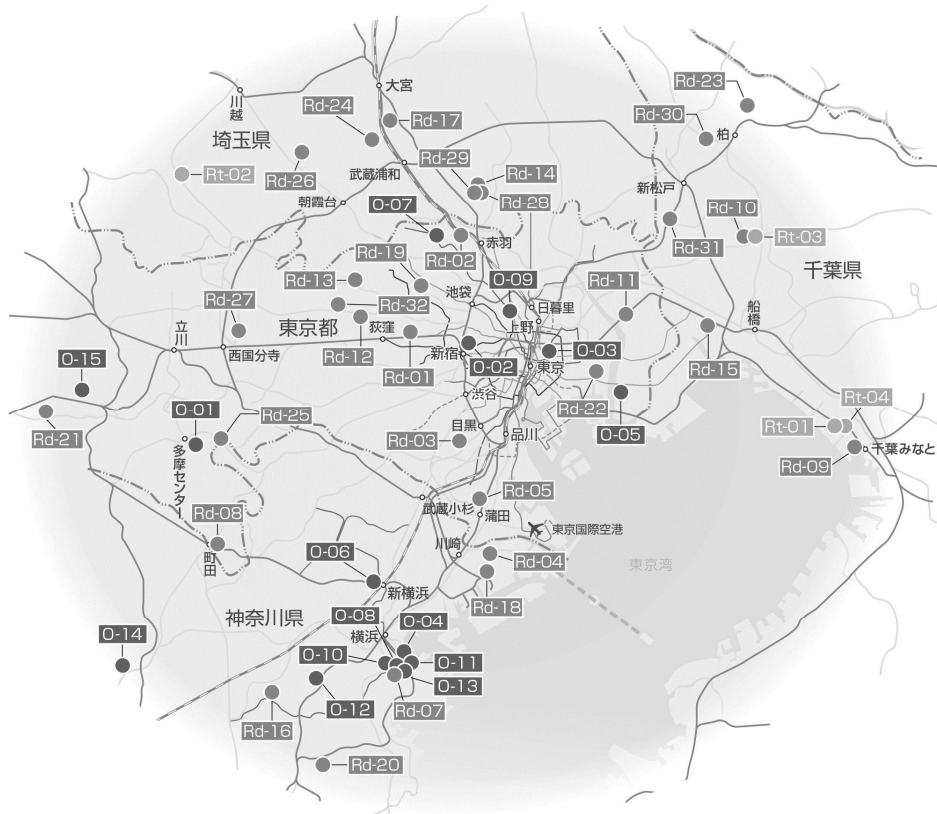 大宮
川越
Rd-23
Rd-24
Rd-17
Rd-30
柏
埼玉県
Rd-29
Rt-02
Rd-26
武蔵浦和
Rd-14
新松戸
朝霞台
O-07
Rd-28
Rd-10
Rd-02
赤羽
Rd-31
Rt-03
Rd-19
千葉県
Rd-13
O-09
Rd-11
Rd-27
Rd-32
池袋
日暮里
船橋
東京都
荻窪
上野
立川
西国分寺
Rd-12
新宿
O-03
O-15
Rd-01
O-02
東京
Rd-15
渋谷
Rd-22
Rt-04
O-01
Rd-25
Rd-21
目黒
O-05
Rt-01
Rd-03
品川
千葉みなと
多摩センター
Rd-09
Rd-05
武蔵小杉
蒲田
Rd-08
東京国際空港
町田
O-06
川崎
Rd-04
東京湾
新横浜
Rd-18
神奈川県
O-08
O-04
O-14
横浜
O-10
O-11
O-13
O-12
Rd-07
Rd-16
Rd-20